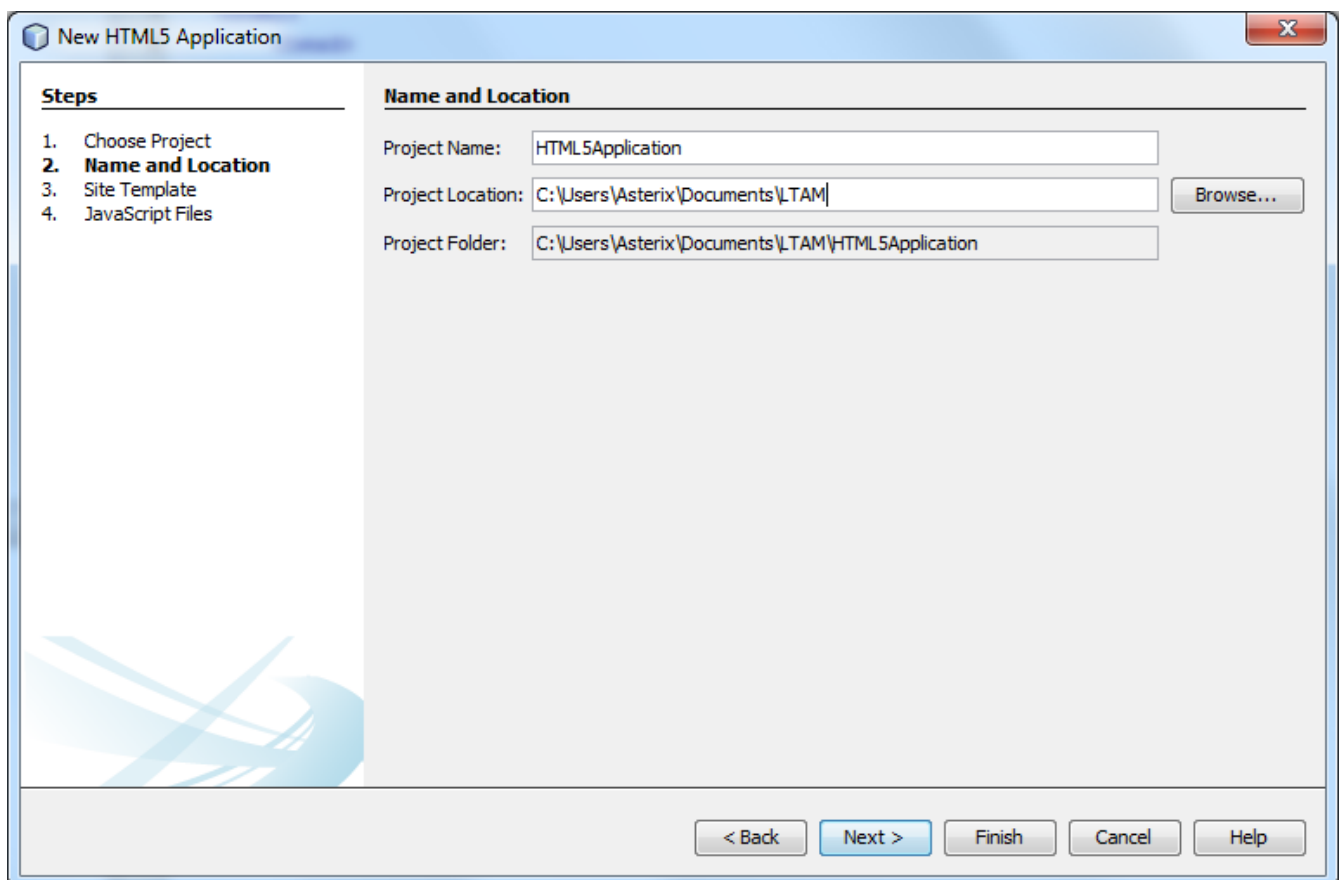 New HTML5 Application
Steps
1. Choose Project
2. Name and Location
3. Site Template
4. JavaScript Files
Name and Location
Project Name: HTML5Application
Project Location: C:\Users\Asterix\Documents\LTAM Browse...
Project Folder: C:\Users\Asterix\Documents\LTAM\HTML5Application
< Back Next > Finish Cancel Help